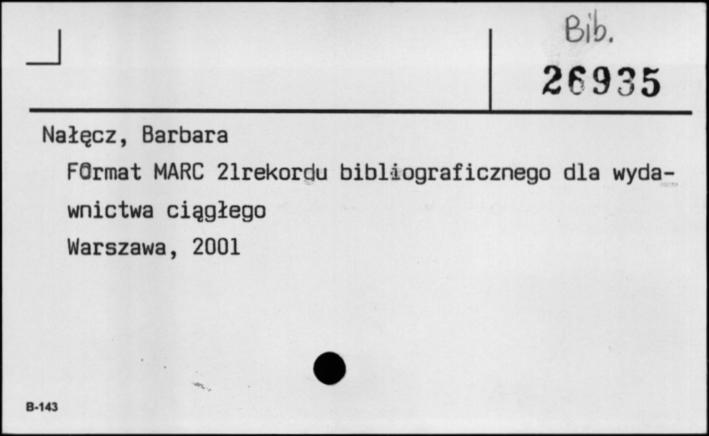 Bib.
26935
Nałęcz, Barbara
FOrmat MARC 21rekordu bibliograficznego dla wyda-
wnictwa ciągłego
Warszawa, 2001
B-143